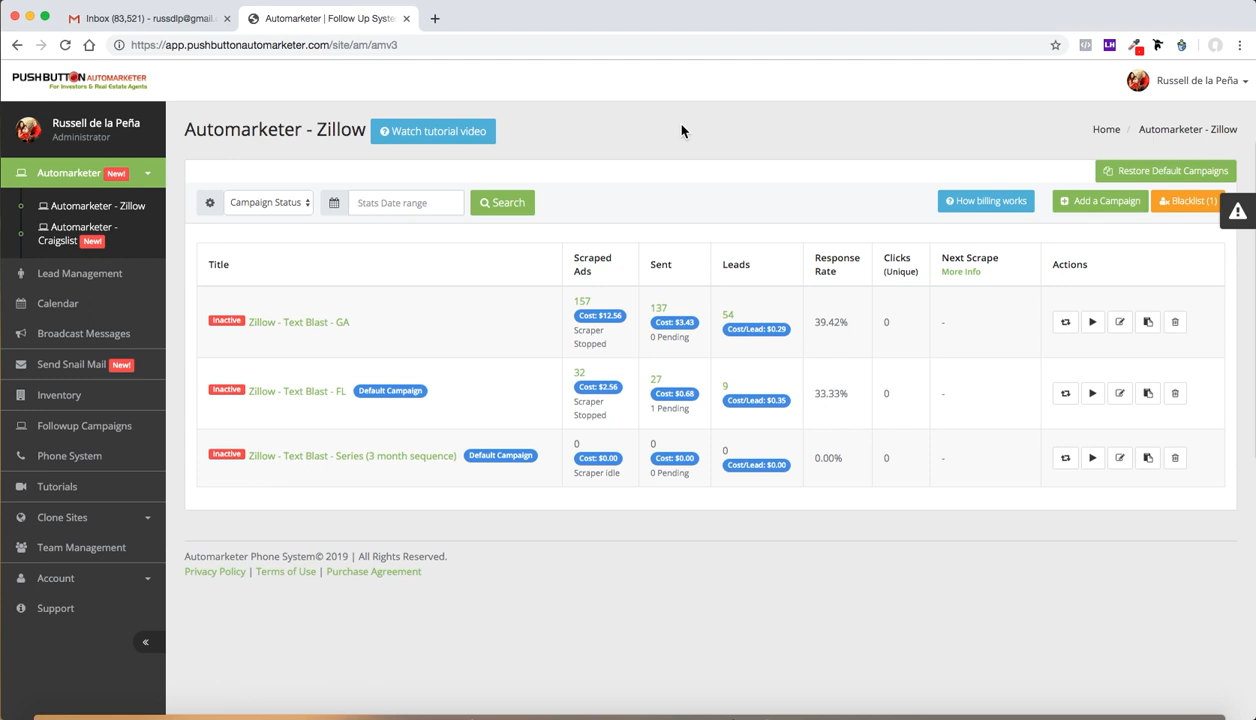 Inbox (83,521) - russdlp@gmail.
Automarketer | Follow Up Syste
https://app.pushbuttonautomarketer.com/site/am/amv3
LH
PUSHBUTTON AUTOMARKETER
For Investors & Real Estate Agents
Russell de la Peña
Russell de la Peña
Administrator
Automarketer New!
Automarketer - Zillow
Automarketer -
Craigslist New!
Lead Management
Calendar
Broadcast Messages
Send Snail Mail New!
Inventory
Followup Campaigns
Phone System
Tutorials
Clone Sites
Team Management
Account
Support
Automarketer - Zillow
Watch tutorial video
Home / Automarketer - Zillow
Restore Default Campaigns
Campaign Status
Stats Date range
Search
How billing works
Add a Campaign
Blacklist (1)
Title
Scraped
Ads
Sent
Leads
Response
Rate
Clicks
(Unique)
Next Scrape
More Info
Actions
Inactive Zillow - Text Blast - GA
157
Cost: $12.56
Scraper
Stopped
137
Cost: $3.43
0 Pending
54
Cost/Lead: $0.29
39.42%
0
-
Inactive Zillow - Text Blast - FL Default Campaign
32
Cost: $2.56
Scraper
Stopped
27
Cost: $0.68
1 Pending
9
Cost/Lead: $0.35
33.33%
0
-
Inactive Zillow - Text Blast - Series (3 month sequence) Default Campaign
0
Cost: $0.00
Scraper idle
0
Cost: $0.00
0 Pending
0
Cost/Lead: $0.00
0.00%
0
-
Automarketer Phone System© 2019 | All Rights Reserved.
Privacy Policy | Terms of Use | Purchase Agreement